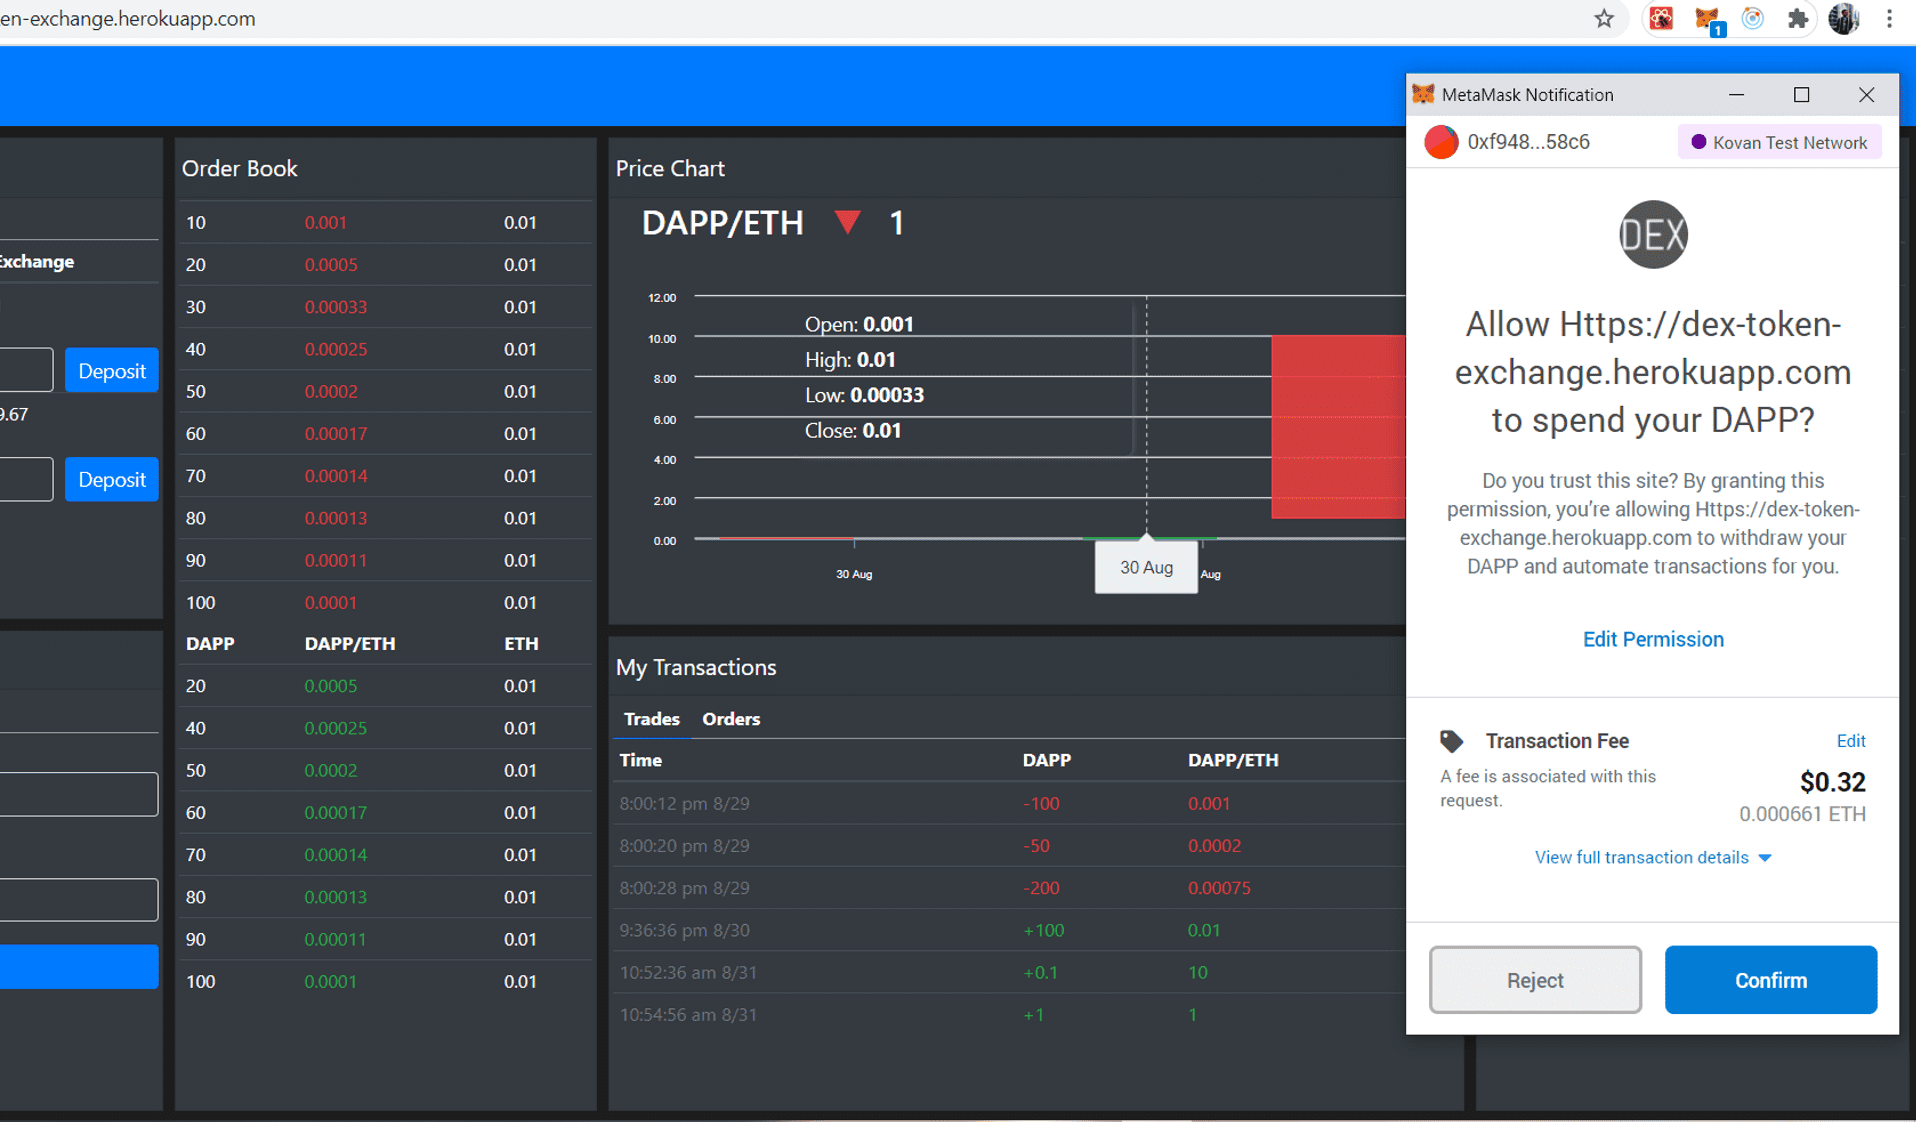 en-exchange.herokuapp.com
1
Exchange
Deposit
9.67
Deposit
Order Book
10 0.001 0.01
20 0.0005 0.01
30 0.00033 0.01
40 0.00025 0.01
50 0.0002 0.01
60 0.00017 0.01
70 0.00014 0.01
80 0.00013 0.01
90 0.00011 0.01
100 0.0001 0.01
DAPP DAPP/ETH ETH
20 0.0005 0.01
40 0.00025 0.01
50 0.0002 0.01
60 0.00017 0.01
70 0.00014 0.01
80 0.00013 0.01
90 0.00011 0.01
100 0.0001 0.01
Price Chart
DAPP/ETH ▼ 1
12.00
10.00
8.00
6.00
4.00
2.00
0.00
Open: 0.001
High: 0.01
Low: 0.00033
Close: 0.01
30 Aug
30 Aug
Aug
My Transactions
Trades Orders
Time DAPP DAPP/ETH
8:00:12 pm 8/29 -100 0.001
8:00:20 pm 8/29 -50 0.0002
8:00:28 pm 8/29 -200 0.00075
9:36:36 pm 8/30 +100 0.01
10:52:36 am 8/31 +0.1 10
10:54:56 am 8/31 +1 1
MetaMask Notification
0xf948...58c6
Kovan Test Network
DEX
Allow Https://dex-token-
exchange.herokuapp.com
to spend your DAPP?
Do you trust this site? By granting this
permission, you’re allowing Https://dex-token-
exchange.herokuapp.com to withdraw your
DAPP and automate transactions for you.
Edit Permission
Transaction Fee Edit
A fee is associated with this
request.
$0.32
0.000661 ETH
View full transaction details
Reject
Confirm